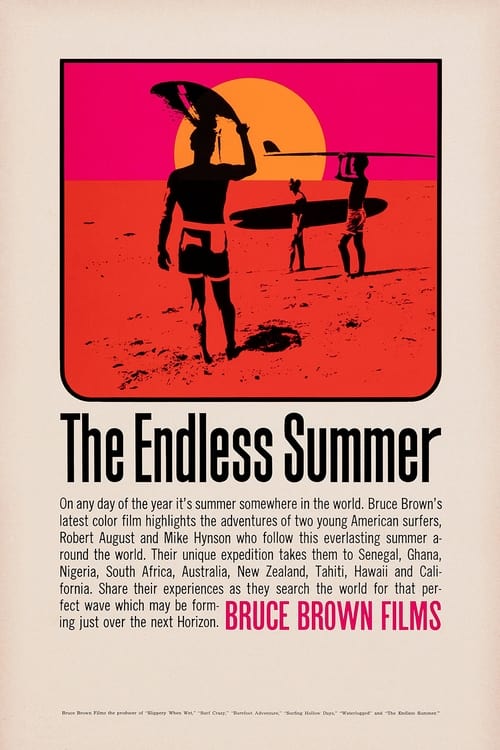 The Endless Summer
On any day of the year it's summer somewhere in the world. Bruce Brown's
latest color film highlights the adventures of two young American surfers,
Robert August and Mike Hynson who follow this everlasting summer a-
round the world. Their unique expedition takes them to Senegal, Ghana,
Nigeria, South Africa, Australia, New Zealand, Tahiti, Hawaii and Cali-
fornia. Share their experiences as they search the world for that per-
fect wave which may be form-
ing just over the next Horizon. BRUCE BROWN FILMS
Bruce Brown Films the producer of "Slippery When Wet," "Surf Crazy," "Barefoot Adventure," "Surfing Hollow Days," "Waterlogged" and "The Endless Summer."